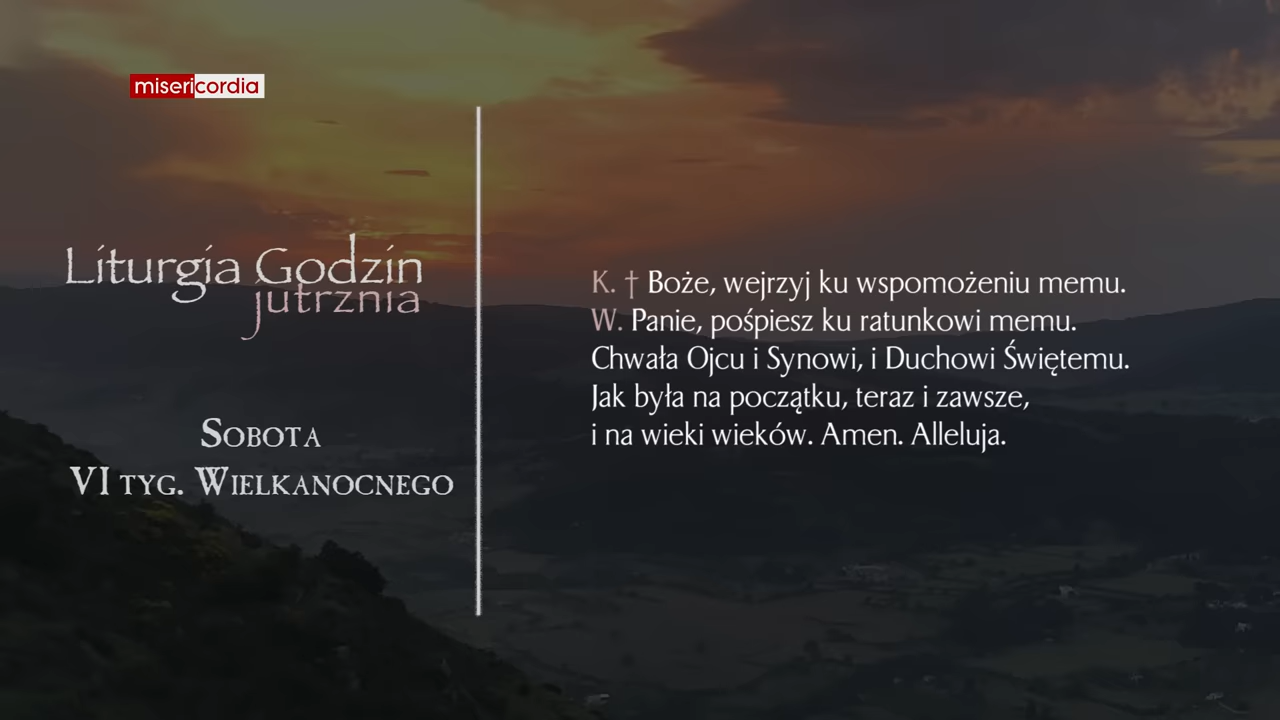 misericordia
Liturgia Godzin
jutrznia
Sobota
VI tyg. Wielkanocnego
K. † Boże, wejrzyj ku wspomożeniu memu.
W. Panie, pośpiesz ku ratunkowi memu.
Chwała Ojcu i Synowi, i Duchowi Świętemu.
Jak była na początku, teraz i zawsze,
i na wieki wieków. Amen. Alleluja.